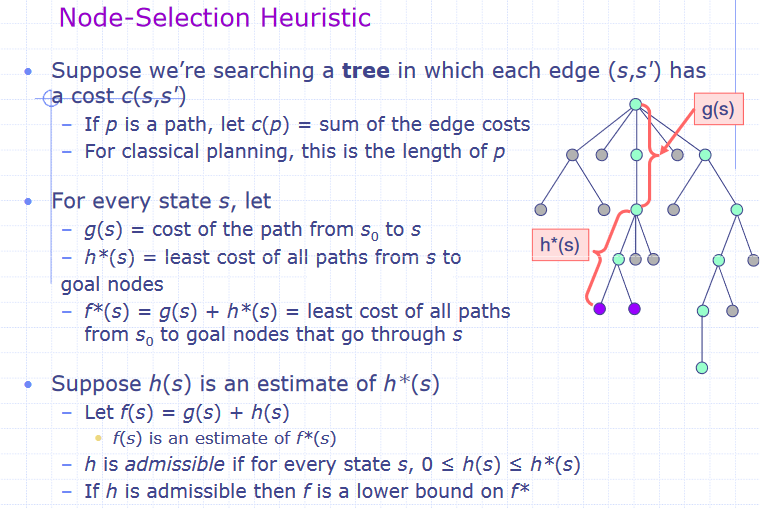 Node-Selection Heuristic
• Suppose we’re searching a tree in which each edge (s,s’) has
a cost c(s,s’)
– If p is a path, let c(p) = sum of the edge costs
– For classical planning, this is the length of p
• For every state s, let
– g(s) = cost of the path from s₀ to s
– h*(s) = least cost of all paths from s to
goal nodes
– f*(s) = g(s) + h*(s) = least cost of all paths
from s₀ to goal nodes that go through s
• Suppose h(s) is an estimate of h*(s)
– Let f(s) = g(s) + h(s)
• f(s) is an estimate of f*(s)
– h is admissible if for every state s, 0 ≤ h(s) ≤ h*(s)
– If h is admissible then f is a lower bound on f*
g(s)
h*(s)